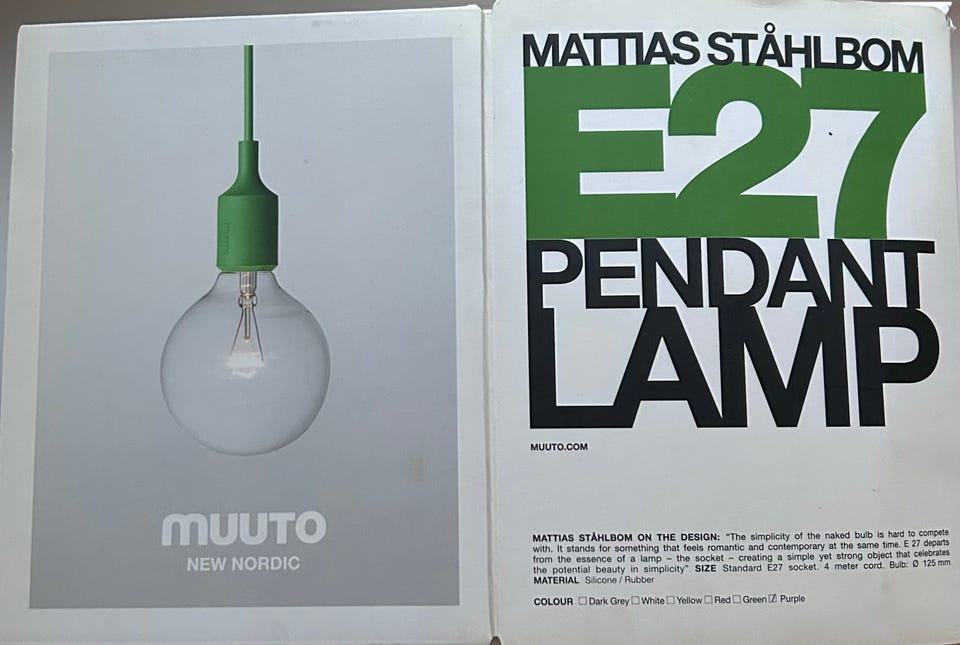 MUUTO
NEW NORDIC
MATTIAS STÅHLBOM
E27
PENDANT
LAMP
MUUTO.COM
MATTIAS STÅHLBOM ON THE DESIGN: "The simplicity of the naked bulb is hard to compete
with. It stands for something that feels romantic and contemporary at the same time. E 27 departs
from the essence of a lamp – the socket – creating a simple yet strong object that celebrates
the potential beauty in simplicity" SIZE Standard E27 socket. 4 meter cord. Bulb: Ø 125 mm
MATERIAL Silicone / Rubber
COLOUR ☐ Dark Grey ☐ White ☐ Yellow ☐ Red ☐ Green ☑ Purple